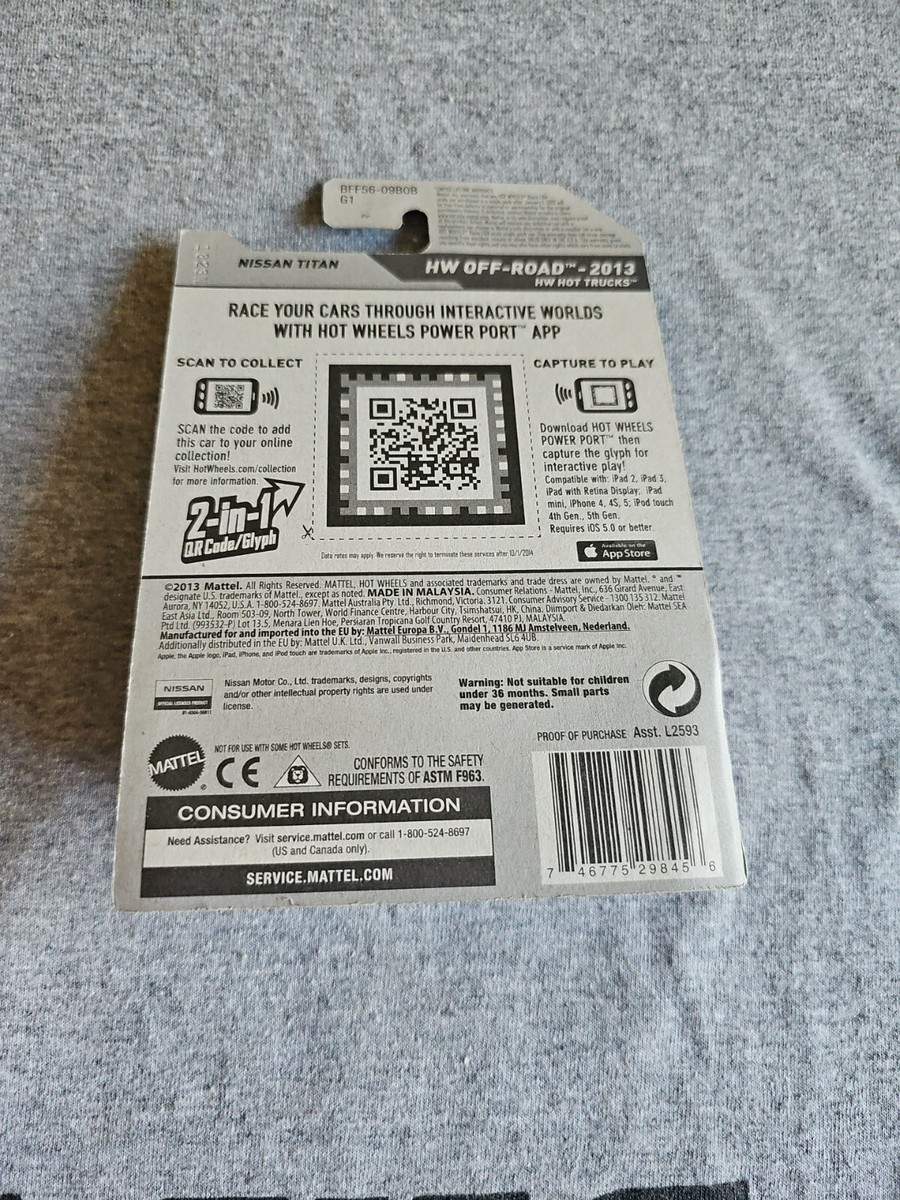 BFF56-09B0B
G1
NISSAN TITAN
HW OFF-ROAD™ - 2013
HW HOT TRUCKS™
RACE YOUR CARS THROUGH INTERACTIVE WORLDS
WITH HOT WHEELS POWER PORT™ APP
SCAN TO COLLECT
SCAN the code to add
this car to your online
collection!
Visit HotWheels.com/collection
for more information.
2-in-1
QR Code/Glyph
CAPTURE TO PLAY
Download HOT WHEELS
POWER PORT™ then
capture the glyph for
interactive play!
Compatible with: iPad 2, iPad 3,
iPad with Retina Display; iPad
mini, iPhone 4, 4S, 5; iPod touch
4th Gen., 5th Gen.
Requires iOS 5.0 or better.
Available on the
App Store
Data rates may apply. We reserve the right to terminate these services after 10/1/2014
©2013 Mattel. All Rights Reserved. MATTEL, HOT WHEELS and associated trademarks and trade dress are owned by Mattel. ® and ™
designate U.S. trademarks of Mattel., except as noted. MADE IN MALAYSIA. Consumer Relations - Mattel, Inc., 636 Girard Avenue, East
Aurora, NY 14052, U.S.A. 1-800-524-8697. Mattel Australia Pty. Ltd., Richmond, Victoria. 3121. Consumer Advisory Service - 1300 135 312. Mattel
East Asia Ltd., Room 503-09, North Tower, World Finance Centre, Harbour City, Tsimshatsui, HK, China. Diimport & Diedarkan Oleh: Mattel SEA
Ptd Ltd. (993532-P) Lot 13.5, Menara Lien Hoe, Persiaran Tropicana Golf Country Resort, 47410 PJ. MALAYSIA.
Manufactured for and imported into the EU by: Mattel Europa B.V., Gondel 1, 1186 MJ Amstelveen, Nederland.
Additionally distributed in the EU by: Mattel U.K. Ltd., Vanwall Business Park, Maidenhead SL6 4UB.
Apple, the Apple logo, iPad, iPhone, and iPod touch are trademarks of Apple Inc., registered in the U.S. and other countries. App Store is a service mark of Apple Inc.
NISSAN
OFFICIAL LICENSED PRODUCT
Nissan Motor Co., Ltd. trademarks, designs, copyrights
and/or other intellectual property rights are used under
license.
Warning: Not suitable for children
under 36 months. Small parts
may be generated.
PROOF OF PURCHASE Asst. L2593
MATTEL
NOT FOR USE WITH SOME HOT WHEELS® SETS.
CE
CONFORMS TO THE SAFETY
REQUIREMENTS OF ASTM F963.
CONSUMER INFORMATION
Need Assistance? Visit service.mattel.com or call 1-800-524-8697
(US and Canada only).
SERVICE.MATTEL.COM
7 46775 29845 6